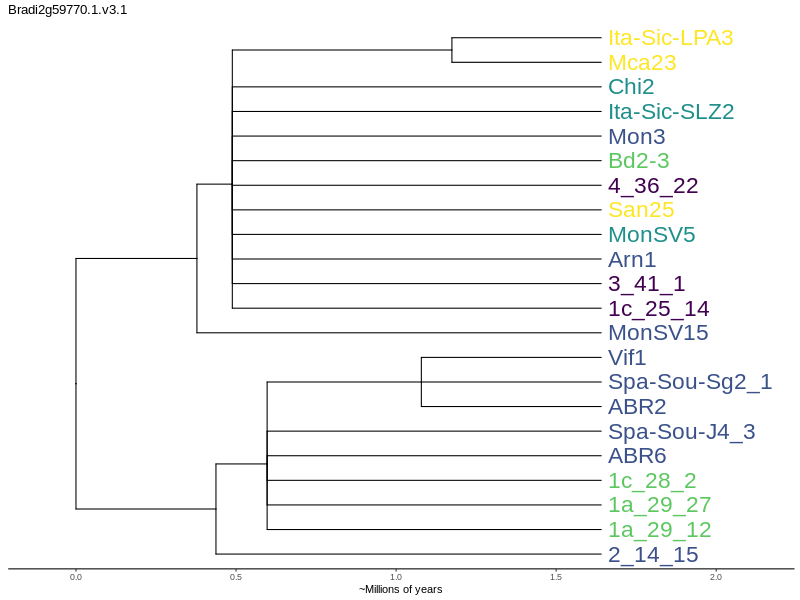 Bradi2g59770.1.v3.1
Ita-Sic-LPA3
Mca23
Chi2
Ita-Sic-SLZ2
Mon3
Bd2-3
4_36_22
San25
MonSV5
Arn1
3_41_1
1c_25_14
MonSV15
Vif1
Spa-Sou-Sg2_1
ABR2
Spa-Sou-J4_3
ABR6
1c_28_2
1a_29_27
1a_29_12
2_14_15
0.0 0.5 1.0 1.5 2.0
~Millions of years